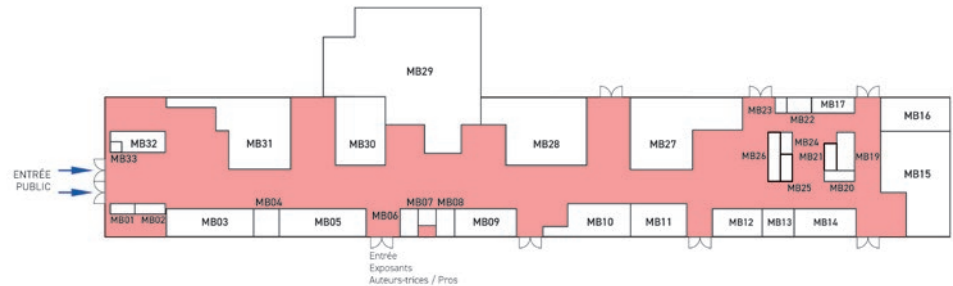 MB29
MB23
MB17
MB22
MB16
MB32
MB31
MB30
MB28
MB27
MB24
MB33
MB26
MB21
MB19
ENTRÉE
PUBLIC
MB15
MB25
MB20
MB01
MB02
MB04
MB07
MB08
MB03
MB05
MB06
MB09
MB10
MB11
MB12
MB13
MB14
Entrée
Exposants
Auteurs-trices / Pros